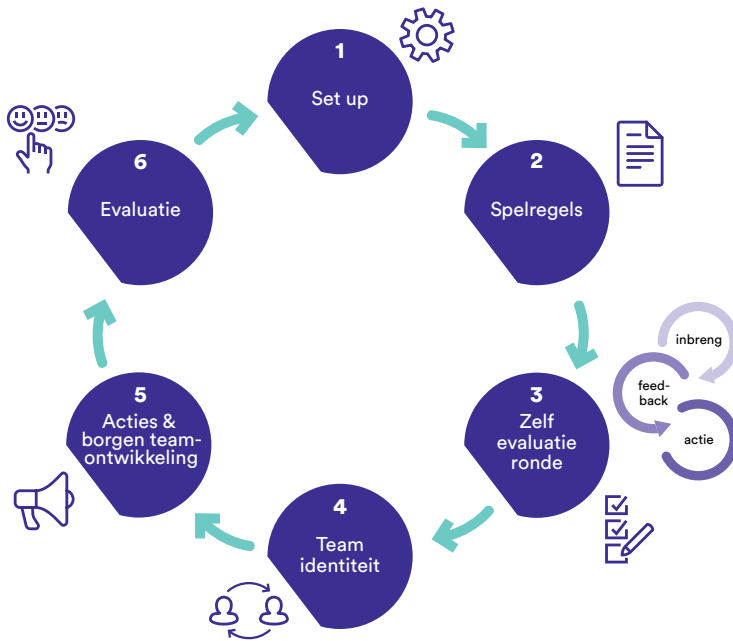 1
Set up
2
Spelregels
3
Zelf
evaluatie
ronde
inbreng
feed-
back
actie
4
Team
identiteit
5
Acties &
borgen team-
ontwikkeling
6
Evaluatie